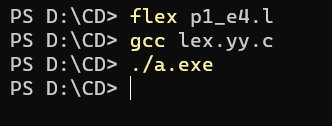 PS D:\CD> flex p1_e4.l
PS D:\CD> gcc lex.yy.c
PS D:\CD> ./a.exe
PS D:\CD>